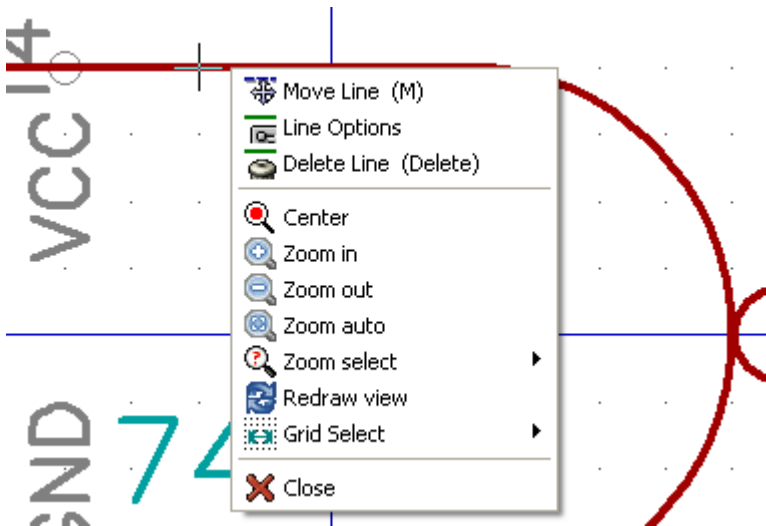 14
VCC
Move Line (M)
Line Options
Delete Line (Delete)
Center
Zoom in
Zoom out
Zoom auto
Zoom select
Redraw view
Grid Select
Close
GND
74